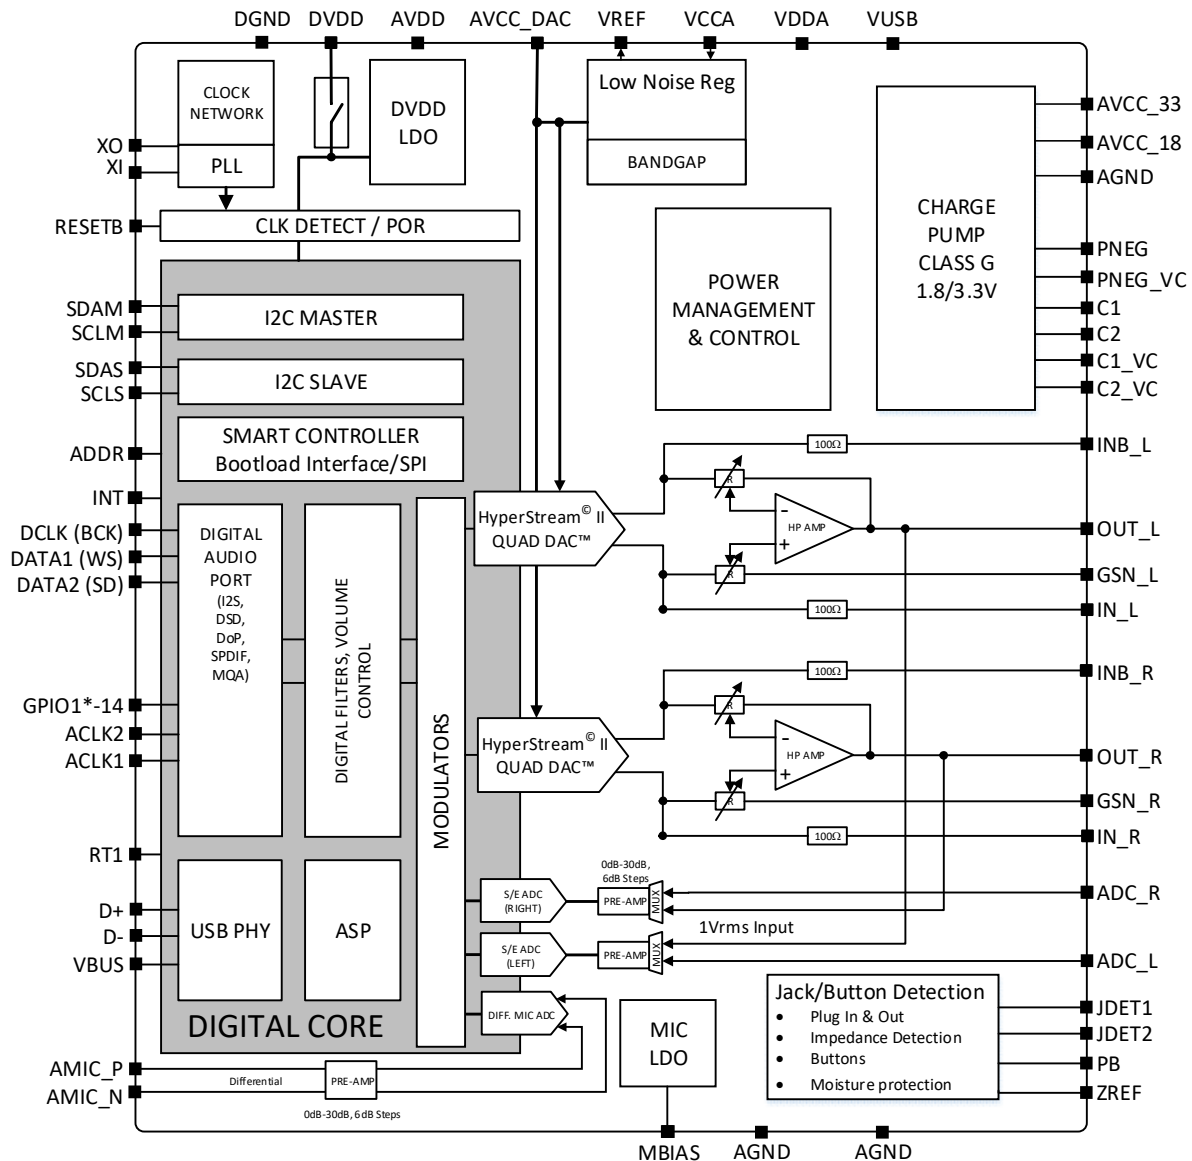 DGND DVDD AVDD AVCC_DAC VREF VCCA VDDA VUSB
CLOCK
NETWORK
PLL
DVDD
LDO
Low Noise Reg
BANDGAP
XO
XI
RESETB
CLK DETECT / POR
POWER
MANAGEMENT
& CONTROL
CHARGE
PUMP
CLASS G
1.8/3.3V
AVCC_33
AVCC_18
AGND
PNEG
PNEG_VC
C1
C2
C1_VC
C2_VC
SDAM
SCLM
I2C MASTER
SDAS
SCLS
I2C SLAVE
ADDR
SMART CONTROLLER
Bootload Interface/SPI
INT
DCLK (BCK)
DATA1 (WS)
DATA2 (SD)
GPIO1*-14
ACLK2
ACLK1
RT1
D+
D-
VBUS
DIGITAL
AUDIO
PORT
(I2S,
DSD,
DoP,
SPDIF,
MQA)
DIGITAL FILTERS, VOLUME
CONTROL
MODULATORS
USB PHY
ASP
DIGITAL CORE
HyperStream© II
QUAD DAC™
100Ω
R
HP AMP
R
100Ω
INB_L
OUT_L
GSN_L
IN_L
HyperStream© II
QUAD DAC™
100Ω
R
HP AMP
R
100Ω
INB_R
OUT_R
GSN_R
IN_R
S/E ADC
(RIGHT)
0dB-30dB,
6dB Steps
PRE-AMP
MUX
ADC_R
1Vrms Input
S/E ADC
(LEFT)
PRE-AMP
MUX
ADC_L
DIFF. MIC ADC
AMIC_P
AMIC_N
Differential
PRE-AMP
0dB-30dB, 6dB Steps
MIC
LDO
Jack/Button Detection
• Plug In & Out
• Impedance Detection
• Buttons
• Moisture protection
JDET1
JDET2
PB
ZREF
MBIAS AGND AGND